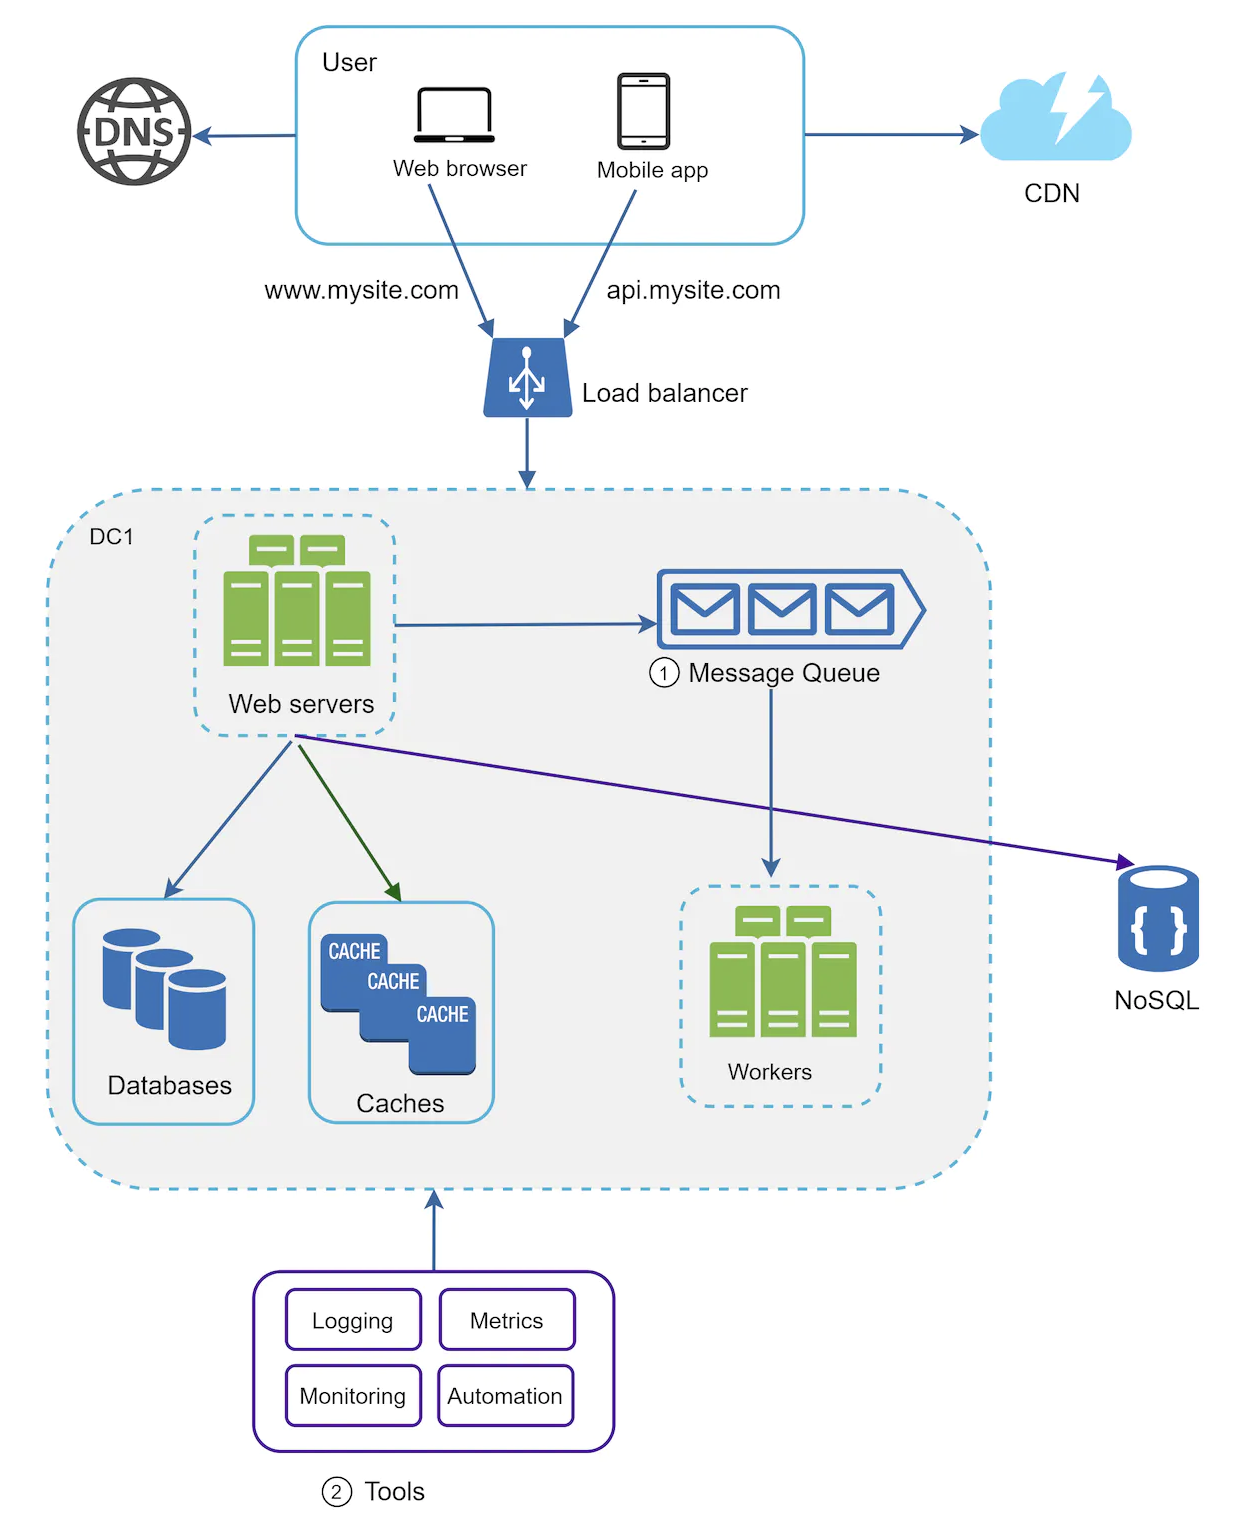 User
DNS
Web browser
Mobile app
CDN
www.mysite.com
api.mysite.com
Load balancer
DC1
Web servers
1 Message Queue
CACHE
CACHE
CACHE
Databases
Caches
Workers
{ }
NoSQL
Logging
Metrics
Monitoring
Automation
2 Tools